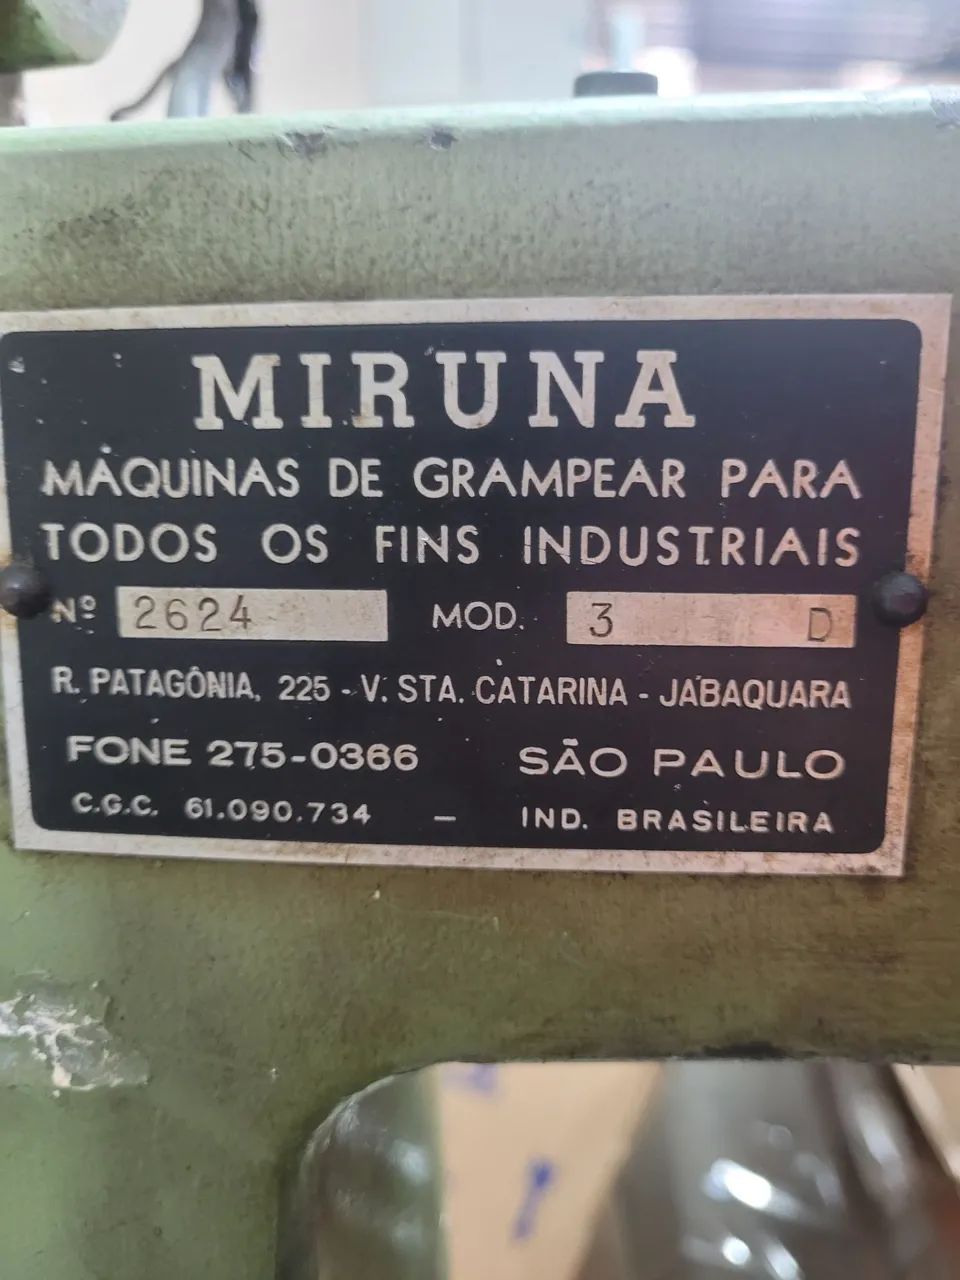 MIRUNA
MÁQUINAS DE GRAMPEAR PARA
TODOS OS FINS INDUSTRIAIS
Nº 2624 MOD. 3 D
R. PATAGÔNIA, 225 - V. STA. CATARINA - JABAQUARA
FONE 275-0366 SÃO PAULO
C.G.C. 61.090.734 - IND. BRASILEIRA